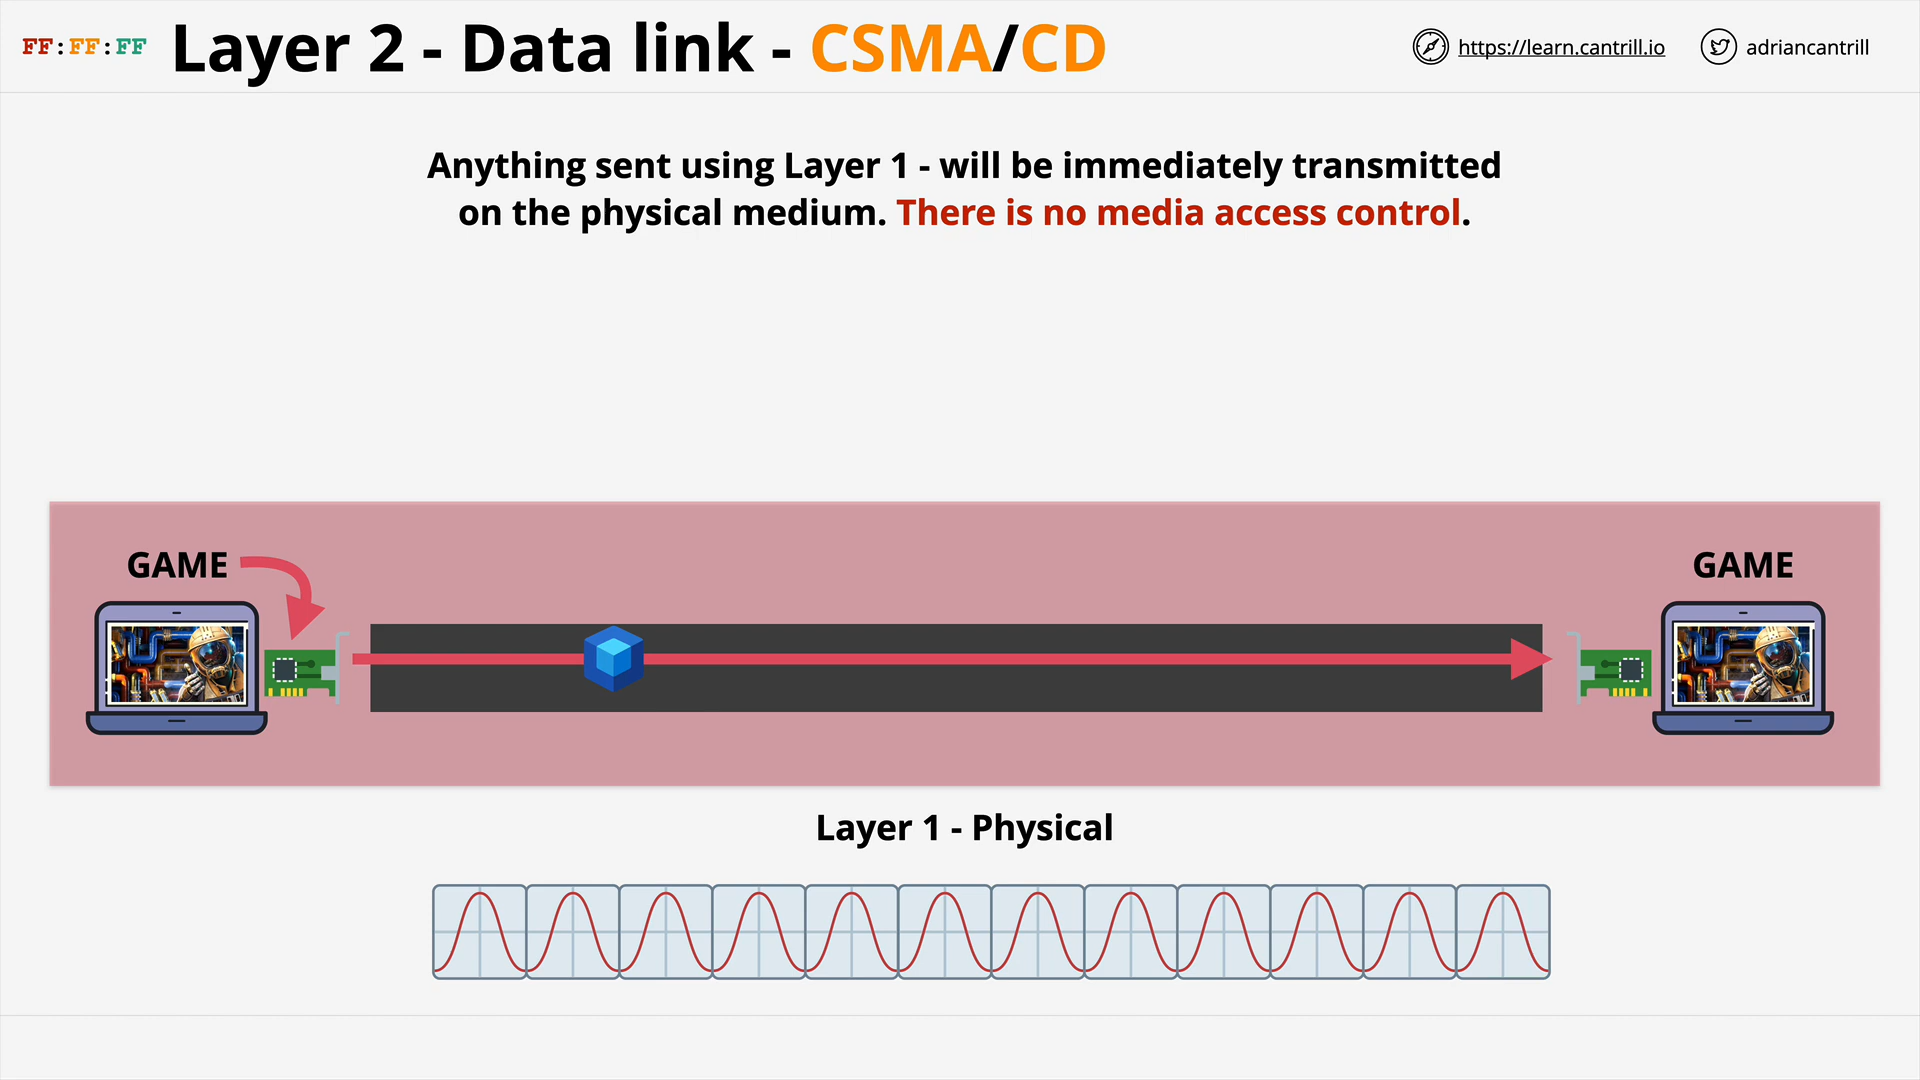 FF:FF:FF
Layer 2 - Data link - CSMA/CD
https://learn.cantrill.io
adriancantrill
Anything sent using Layer 1 - will be immediately transmitted
on the physical medium. There is no media access control.
GAME
GAME
Layer 1 - Physical